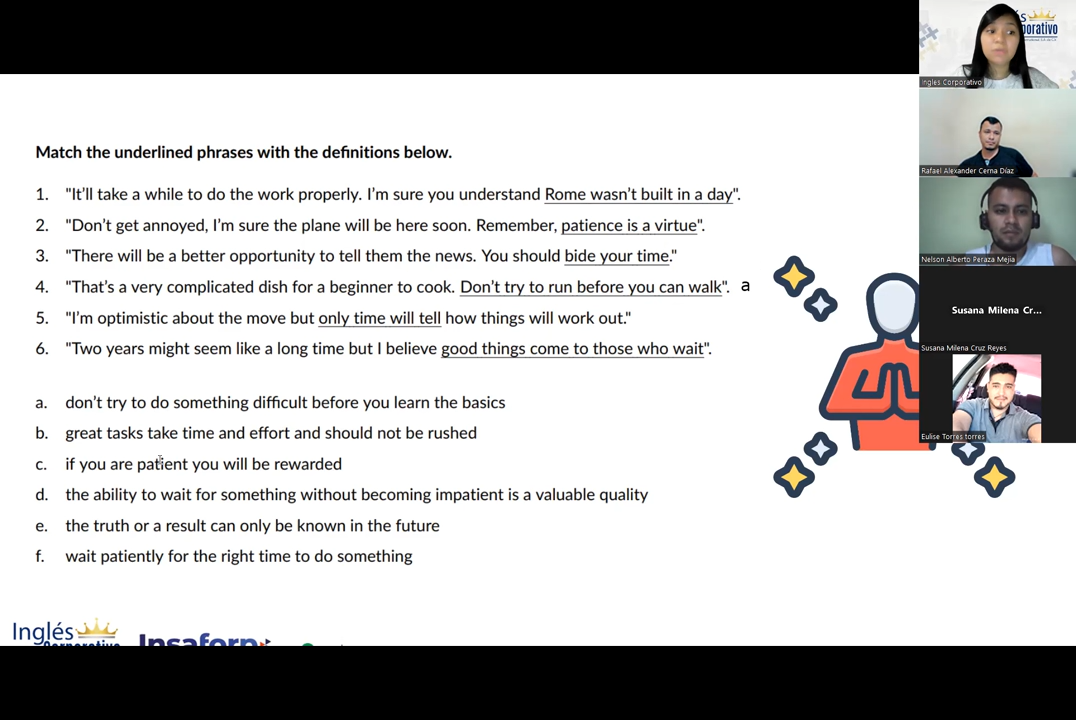 Match the underlined phrases with the definitions below.
1. "It'll take a while to do the work properly. I'm sure you understand Rome wasn't built in a day".
2. "Don't get annoyed, I'm sure the plane will be here soon. Remember, patience is a virtue".
3. "There will be a better opportunity to tell them the news. You should bide your time."
4. "That's a very complicated dish for a beginner to cook. Don't try to run before you can walk". a
5. "I'm optimistic about the move but only time will tell how things will work out."
6. "Two years might seem like a long time but I believe good things come to those who wait".
a. don't try to do something difficult before you learn the basics
b. great tasks take time and effort and should not be rushed
c. if you are patient you will be rewarded
d. the ability to wait for something without becoming impatient is a valuable quality
e. the truth or a result can only be known in the future
f. wait patiently for the right time to do something
Inglés
Corporativo
Insaforp
Ingles Corporativo
Rafael Alexander Cerna Díaz
Nelson Alberto Peraza Mejia
Susana Milena Cr...
Susana Milena Cruz Reyes
Eulise Torres torres